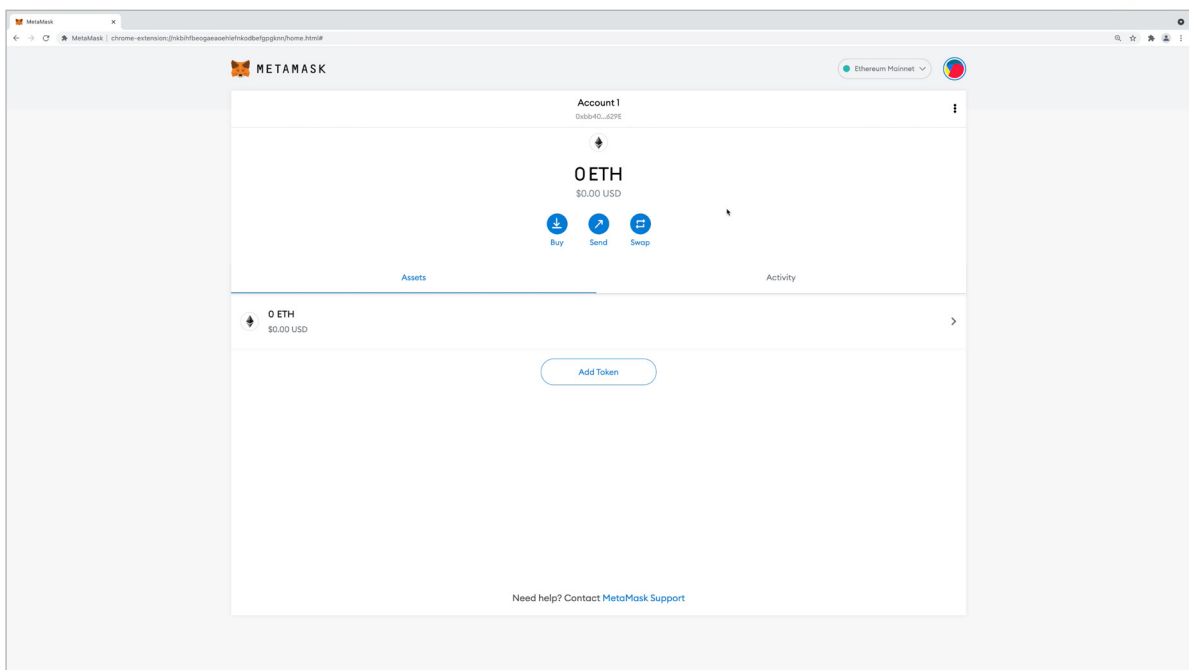 MetaMask
MetaMask | chrome-extension://nkbihfbeogaeaoehlefnkodbefgpgknn/home.html#
METAMASK
Ethereum Mainnet
Account 1
0xbb40...629E
0 ETH
$0.00 USD
Buy Send Swap
Assets Activity
0 ETH
$0.00 USD
Add Token
Need help? Contact MetaMask Support